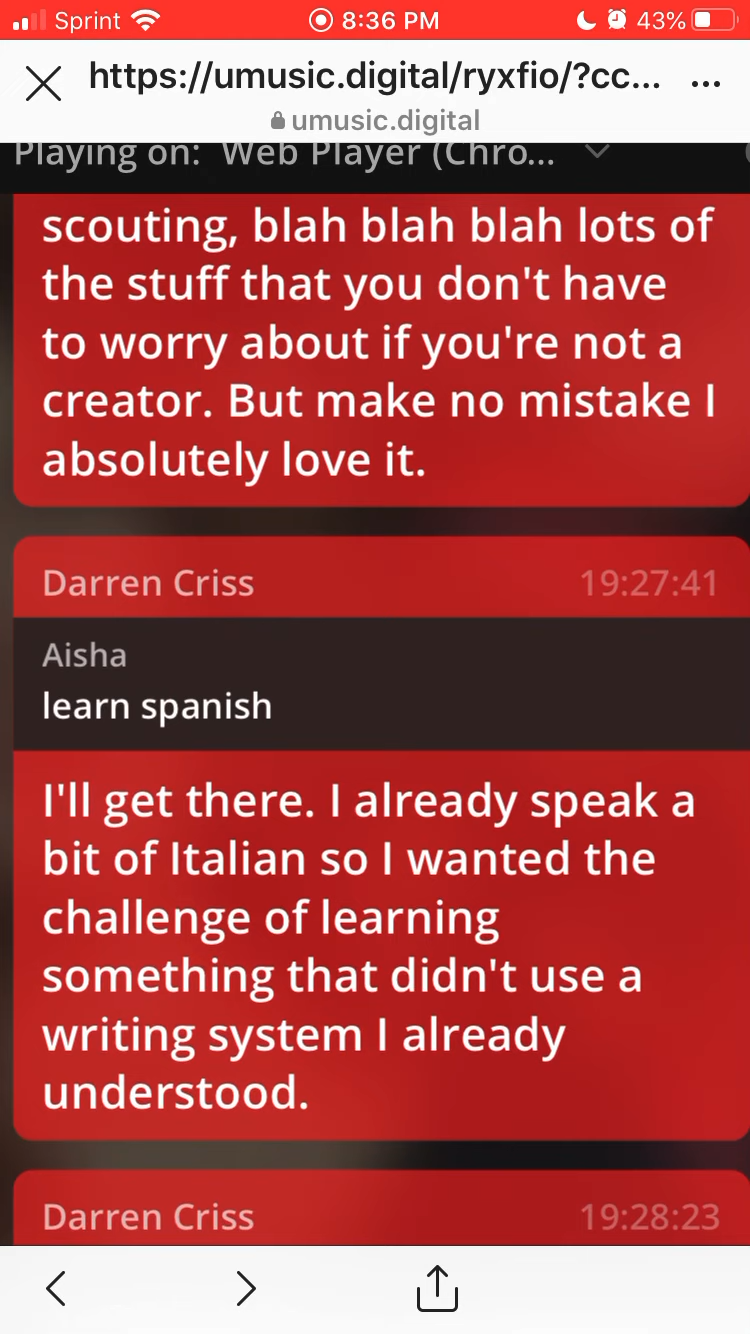 Sprint 8:36 PM 43%
https://umusic.digital/ryxfio/?cc... ...
umusic.digital
Playing on: Web Player (Chro...
scouting, blah blah blah lots of
the stuff that you don't have
to worry about if you're not a
creator. But make no mistake I
absolutely love it.
Darren Criss 19:27:41
Aisha
learn spanish
I'll get there. I already speak a
bit of Italian so I wanted the
challenge of learning
something that didn't use a
writing system I already
understood.
Darren Criss 19:28:23